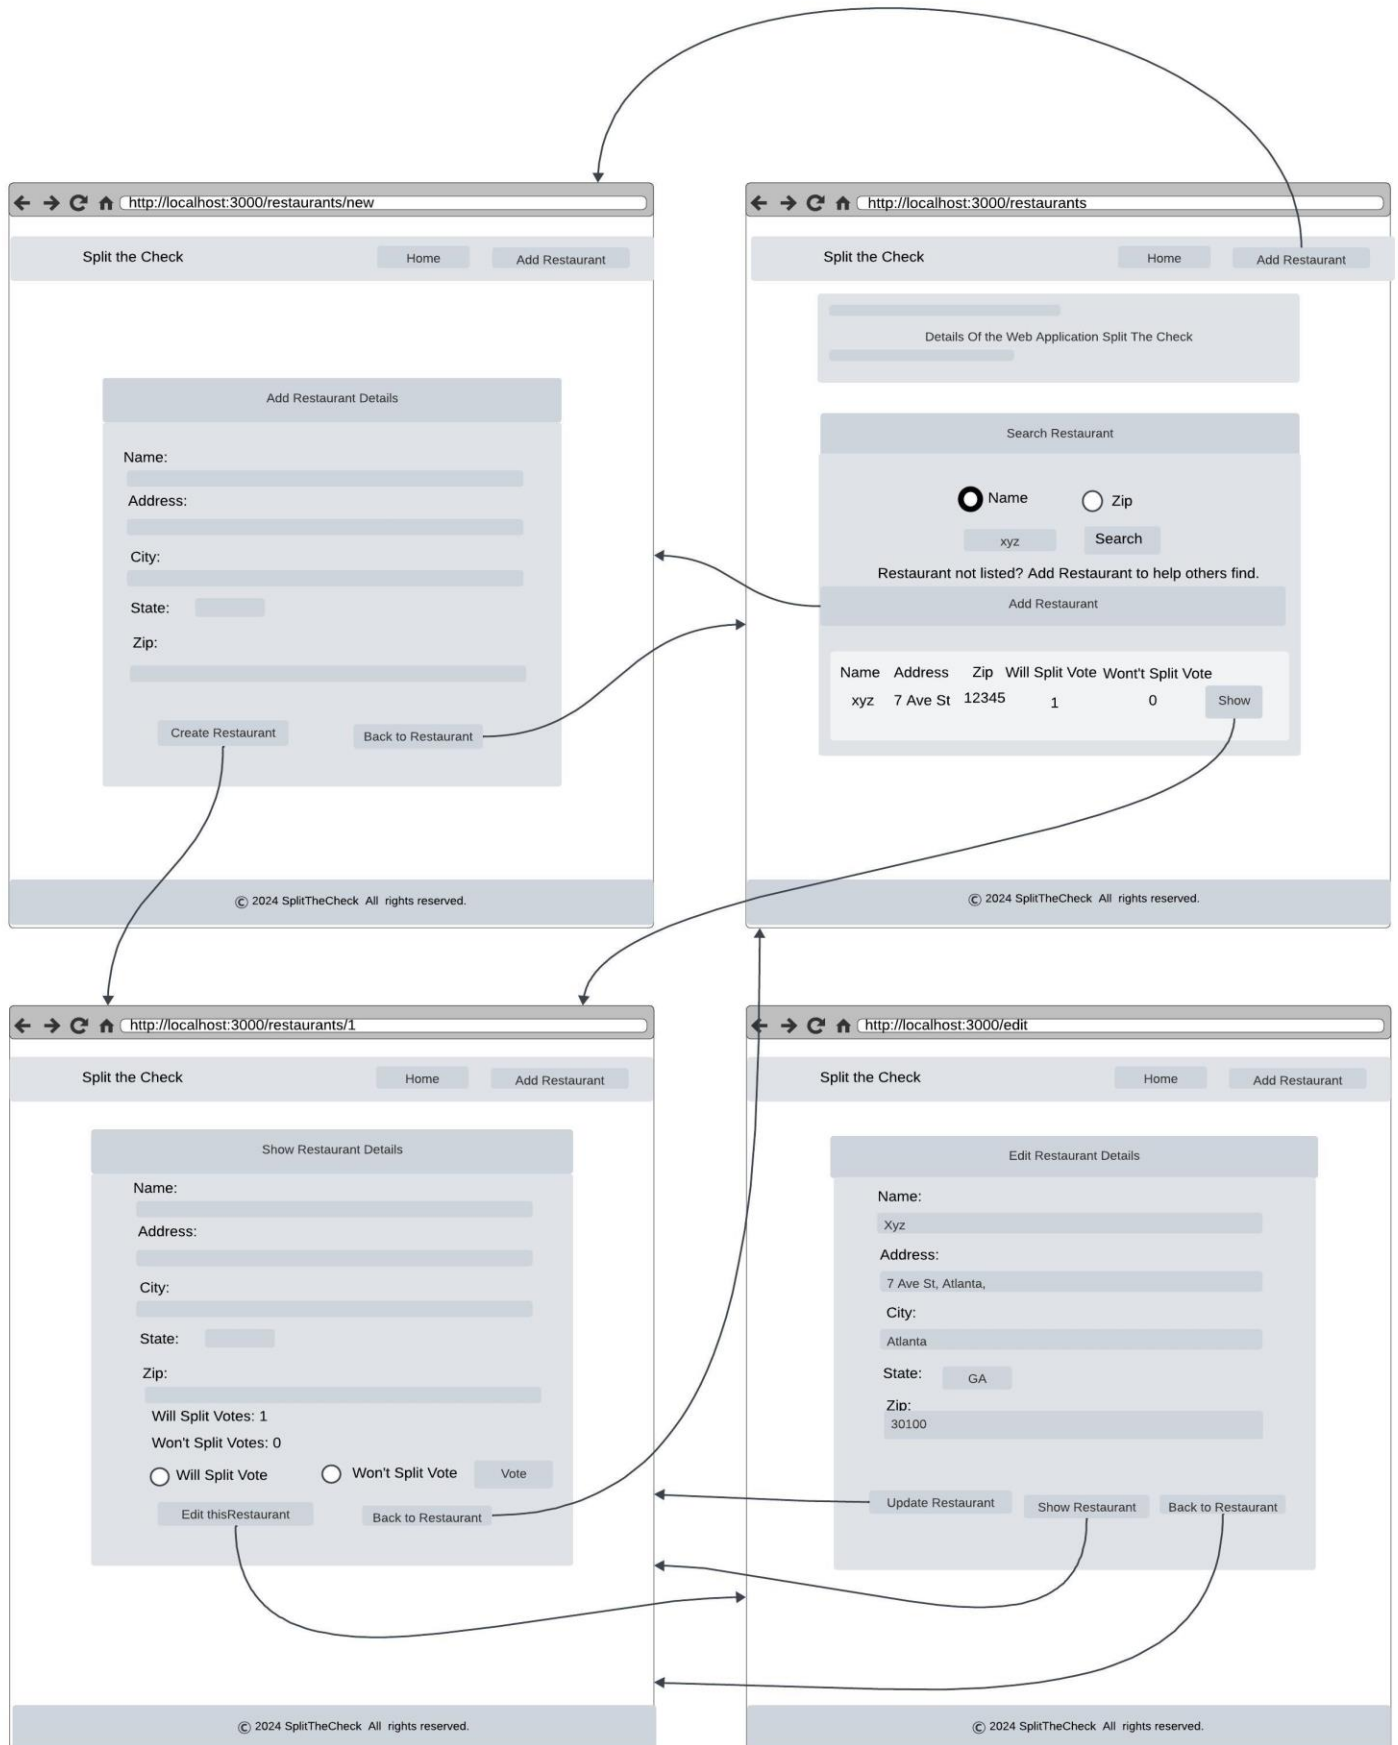 http://localhost:3000/restaurants/new
Split the Check
Home
Add Restaurant
Add Restaurant Details
Name:
Address:
City:
State:
Zip:
Create Restaurant
Back to Restaurant
© 2024 SplitTheCheck All rights reserved.
http://localhost:3000/restaurants
Split the Check
Home
Add Restaurant
Details Of the Web Application Split The Check
Search Restaurant
Name
Zip
xyz
Search
Restaurant not listed? Add Restaurant to help others find.
Add Restaurant
Name Address Zip Will Split Vote Wont't Split Vote
xyz 7 Ave St 12345 1 0 Show
© 2024 SplitTheCheck All rights reserved.
http://localhost:3000/restaurants/1
Split the Check
Home
Add Restaurant
Show Restaurant Details
Name:
Address:
City:
State:
Zip:
Will Split Votes: 1
Won't Split Votes: 0
Will Split Vote
Won't Split Vote
Vote
Edit thisRestaurant
Back to Restaurant
© 2024 SplitTheCheck All rights reserved.
http://localhost:3000/edit
Split the Check
Home
Add Restaurant
Edit Restaurant Details
Name:
Xyz
Address:
7 Ave St, Atlanta,
City:
Atlanta
State:
GA
Zip:
30100
Update Restaurant
Show Restaurant
Back to Restaurant
© 2024 SplitTheCheck All rights reserved.